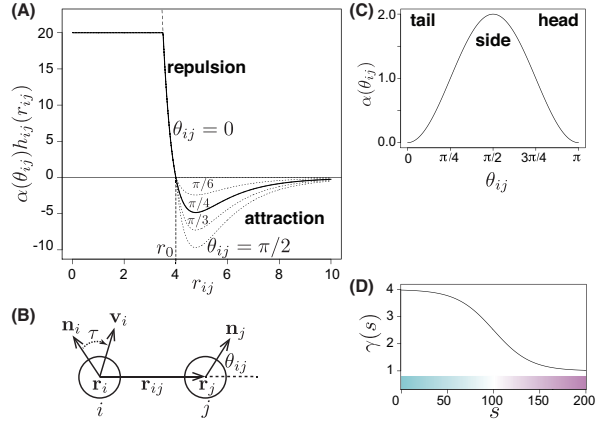 (A)
20
15
10
5
0
-5
-10
α(θij)hij(rij)
repulsion
θij = 0
π/6
π/4
π/3
attraction
r0
θij = π/2
0 2 4 6 8 10
rij
(B)
ni
τ
vi
nj
θij
ri
rij
rj
i
j
(C)
tail
head
side
2.0
1.0
0
α(θij)
0 π/4 π/2 3π/4 π
θij
(D)
4
3
2
1
γ(s)
0 50 100 150 200
s